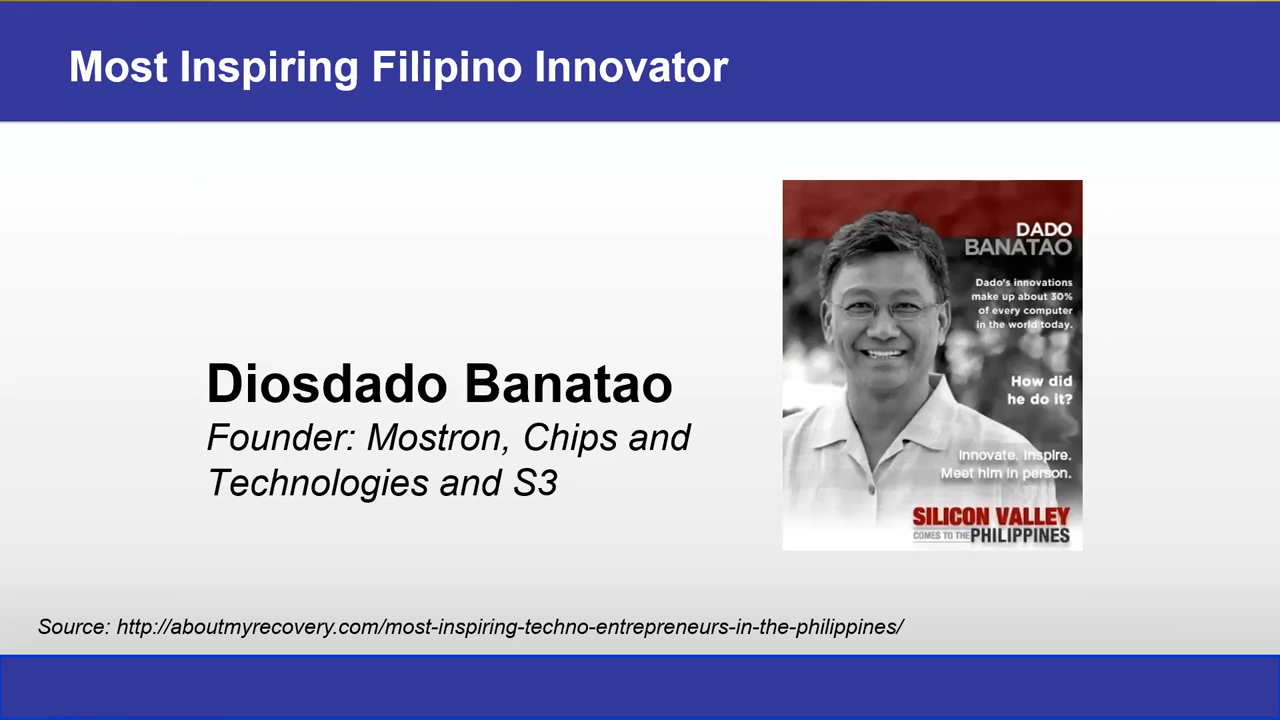 Most Inspiring Filipino Innovator
DADO
BANATAO
Dado's innovations
make up about 30%
of every computer
in the world today.
How did
he do it?
Innovate. Inspire.
Meet him in person.
SILICON VALLEY
COMES TO THE PHILIPPINES
Diosdado Banatao
Founder: Mostron, Chips and
Technologies and S3
Source: http://aboutmyrecovery.com/most-inspiring-techno-entrepreneurs-in-the-philippines/